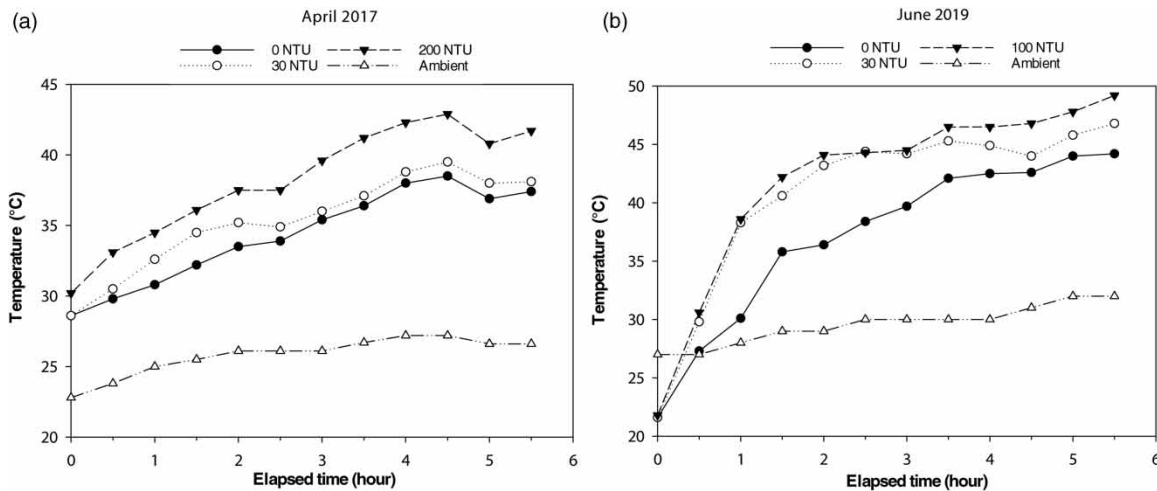 (a)
April 2017
0 NTU 200 NTU
30 NTU Ambient
45
40
35
30
25
20
Temperature (°C)
0 1 2 3 4 5 6
Elapsed time (hour)
(b)
June 2019
0 NTU 100 NTU
30 NTU Ambient
50
45
40
35
30
25
20
Temperature (°C)
0 1 2 3 4 5 6
Elapsed time (hour)